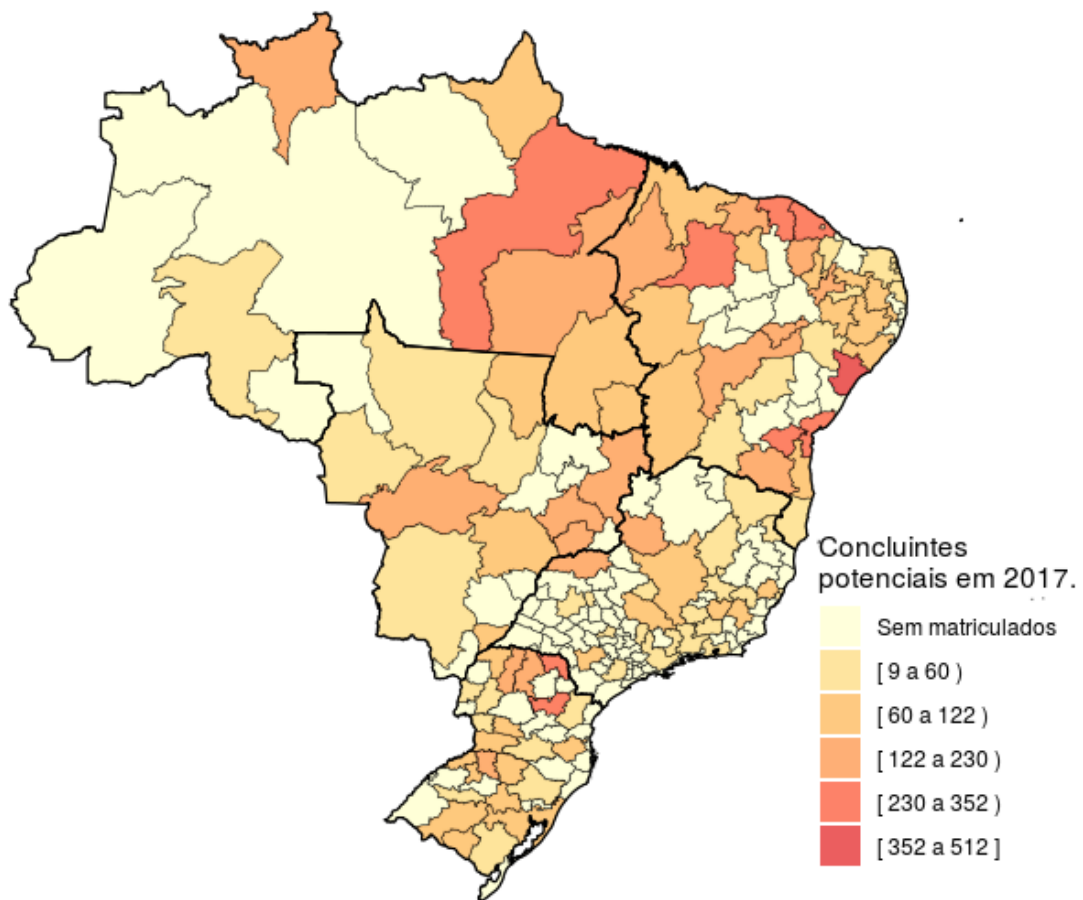 Concluintes
potenciais em 2017.
Sem matriculados
[ 9 a 60 )
[ 60 a 122 )
[ 122 a 230 )
[ 230 a 352 )
[ 352 a 512 ]